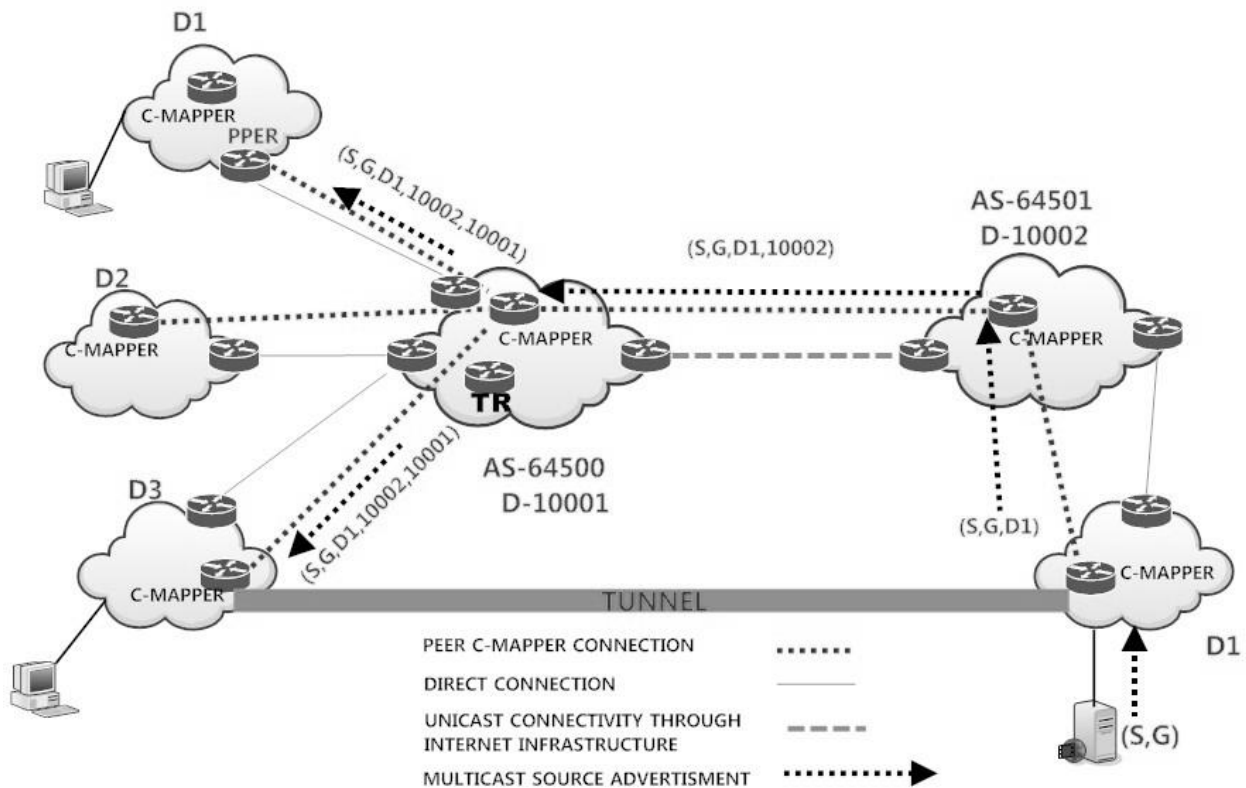 D1
C-MAPPER
PPER
(S,G,D1,10002,10001)
AS-64501
D-10002
(S,G,D1,10002)
D2
C-MAPPER
C-MAPPER
C-MAPPER
TR
AS-64500
D-10001
(S,G,D1,10002,10001)
D3
C-MAPPER
(S,G,D1)
C-MAPPER
D1
TUNNEL
(S,G)
PEER C-MAPPER CONNECTION
DIRECT CONNECTION
UNICAST CONNECTIVITY THROUGH
INTERNET INFRASTRUCTURE
MULTICAST SOURCE ADVERTISMENT